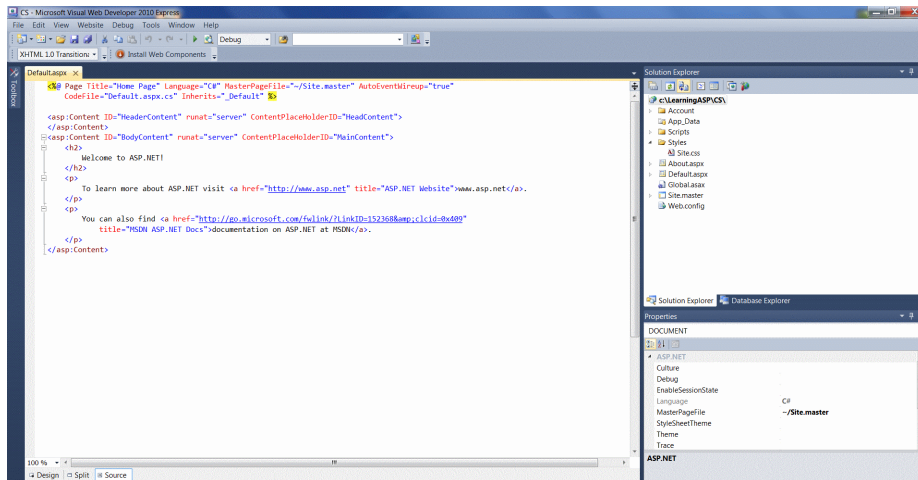 CS - Microsoft Visual Web Developer 2010 Express
File Edit View Website Debug Tools Window Help
Debug
XHTML 1.0 Transition: Install Web Components
Toolbox
Default.aspx
<%@ Page Title="Home Page" Language="C#" MasterPageFile="~/Site.master" AutoEventWireup="true"
CodeFile="Default.aspx.cs" Inherits="_Default" %>
<asp:Content ID="HeaderContent" runat="server" ContentPlaceHolderID="HeadContent">
</asp:Content>
<asp:Content ID="BodyContent" runat="server" ContentPlaceHolderID="MainContent">
<h2>
Welcome to ASP.NET!
</h2>
<p>
To learn more about ASP.NET visit <a href="http://www.asp.net" title="ASP.NET Website">www.asp.net</a>.
</p>
<p>
You can also find <a href="http://go.microsoft.com/fwlink/?LinkID=152368&amp;clcid=0x409"
title="MSDN ASP.NET Docs">documentation on ASP.NET at MSDN</a>.
</p>
</asp:Content>
100 %
Design Split Source
Solution Explorer
c:\LearningASP\CS\
Account
App_Data
Scripts
Styles
Site.css
About.aspx
Default.aspx
Global.asax
Site.master
Web.config
Solution Explorer Database Explorer
Properties
DOCUMENT
ASP.NET
Culture
Debug
EnableSessionState
Language C#
MasterPageFile ~/Site.master
StyleSheetTheme
Theme
Trace
ASP.NET